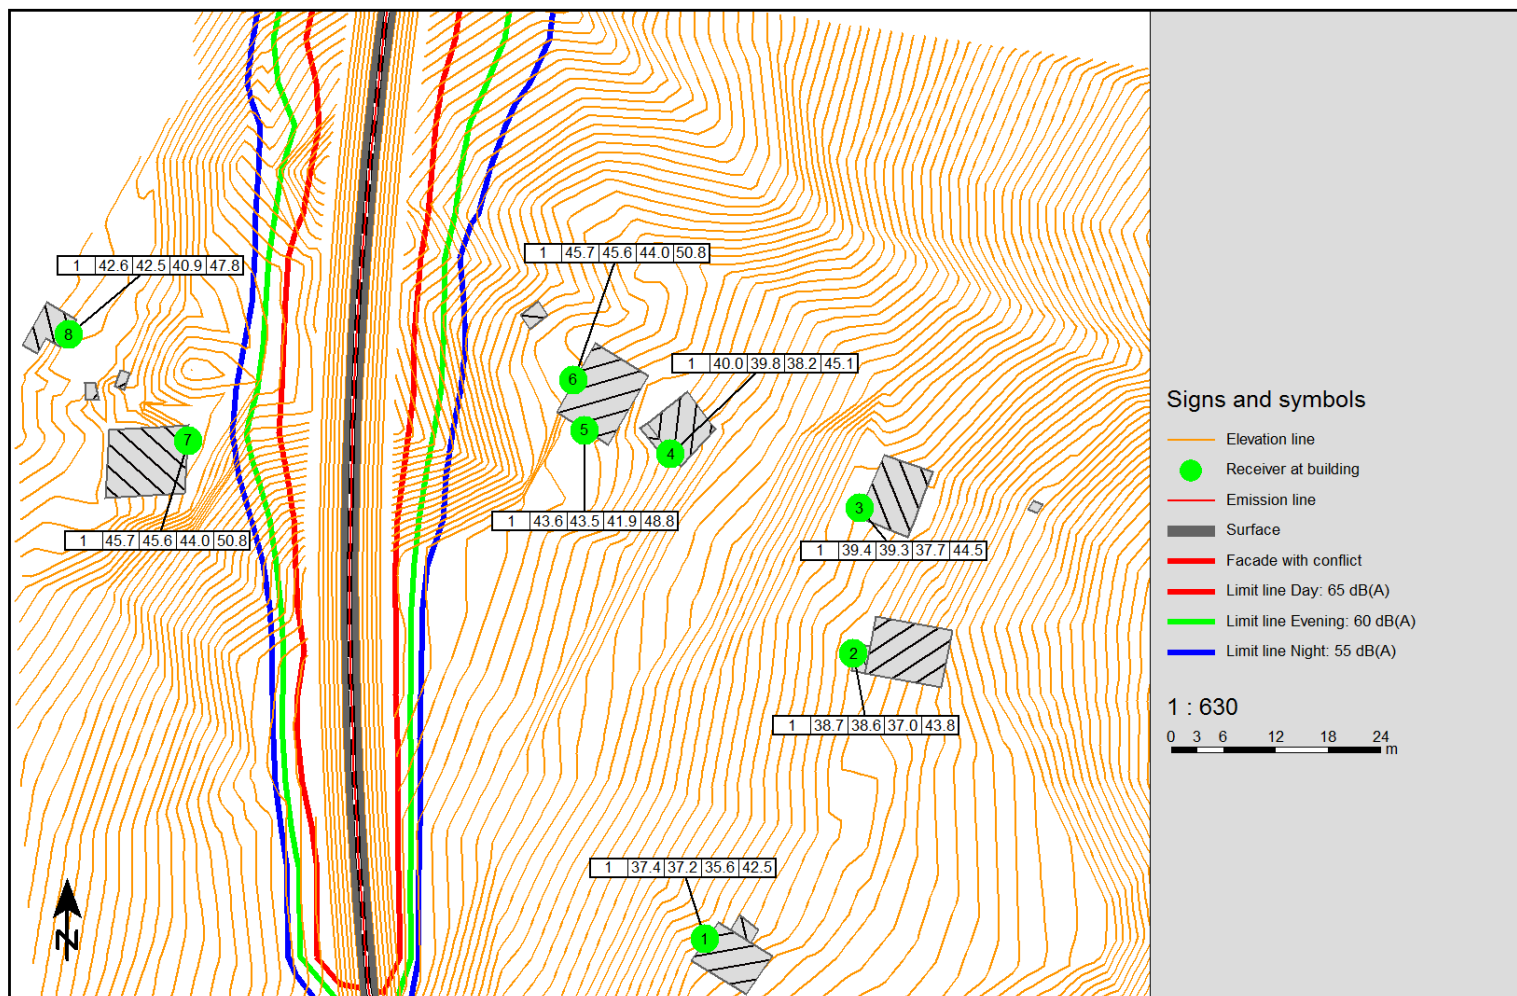 1 45.7 45.6 44.0 50.8
1 42.6 42.5 40.9 47.8
8
1 40.0 39.8 38.2 45.1
6
5
4
7
3
1 43.6 43.5 41.9 48.8
1 45.7 45.6 44.0 50.8
1 39.4 39.3 37.7 44.5
2
1 38.7 38.6 37.0 43.8
1 37.4 37.2 35.6 42.5
1
N
Signs and symbols
Elevation line
Receiver at building
Emission line
Surface
Facade with conflict
Limit line Day: 65 dB(A)
Limit line Evening: 60 dB(A)
Limit line Night: 55 dB(A)
1 : 630
0 3 6 12 18 24
m